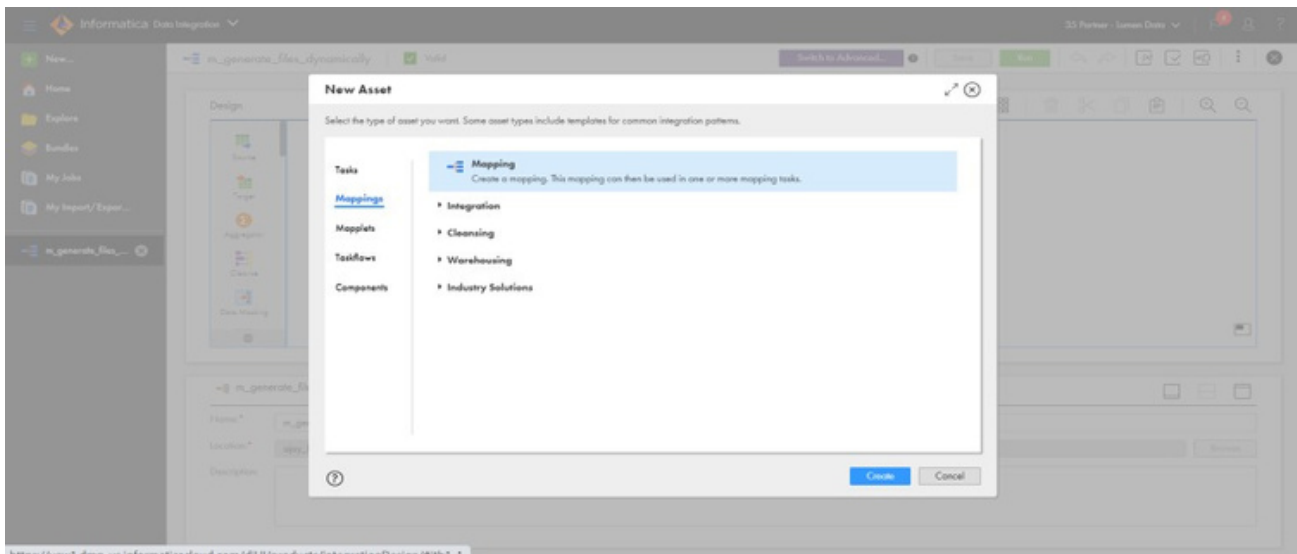 Informatica Data Integration
New...
m_generate_files_dynamically
Valid
Switch to Advanced...
Save
Run
Home
Explore
Bundles
My Jobs
My Import/Expor...
m_generate_files_...
Design
Source
Target
Aggregator
Cleanse
Data Masking
New Asset
Select the type of asset you want. Some asset types include templates for common integration patterns.
Tasks
Mappings
Mapplets
Taskflows
Components
Mapping
Create a mapping. This mapping can then be used in one or more mapping tasks.
Integration
Cleansing
Warehousing
Industry Solutions
Create
Cancel
Name*
Location*
Browse...
Description